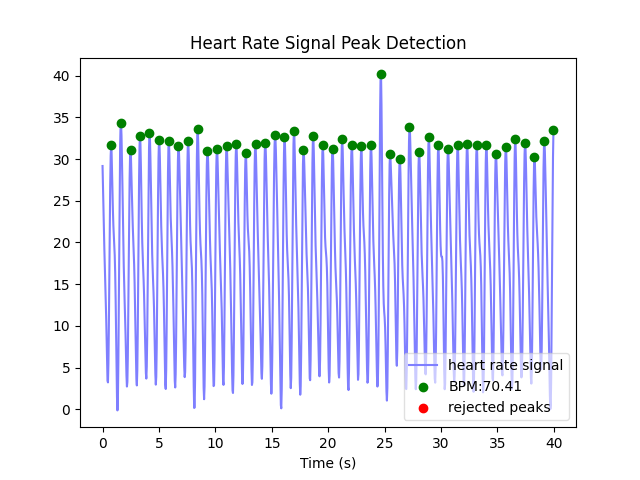 Heart Rate Signal Peak Detection
40
35
30
25
20
15
10
5
0
heart rate signal
BPM:70.41
rejected peaks
0 5 10 15 20 25 30 35 40
Time (s)